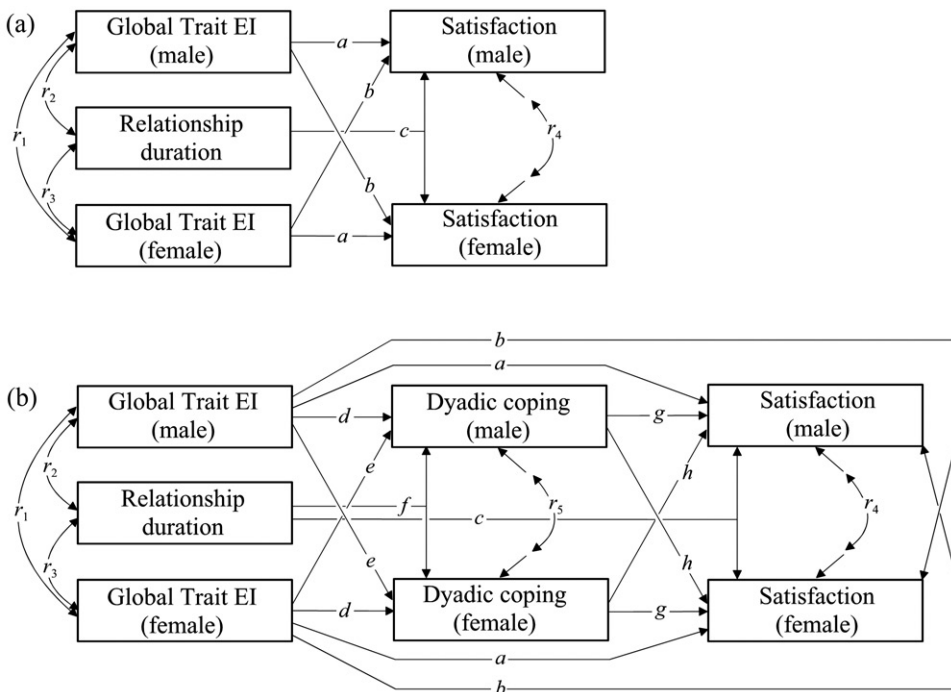 (a)
Global Trait EI
(male)
a
Satisfaction
(male)
r2
b
r1
Relationship
duration
c
r4
r3
b
Global Trait EI
(female)
a
Satisfaction
(female)
b
a
(b)
Global Trait EI
(male)
d
Dyadic coping
(male)
g
Satisfaction
(male)
r2
e
h
r1
Relationship
duration
f
c
r5
r4
r3
e
h
Global Trait EI
(female)
d
Dyadic coping
(female)
g
Satisfaction
(female)
a
b